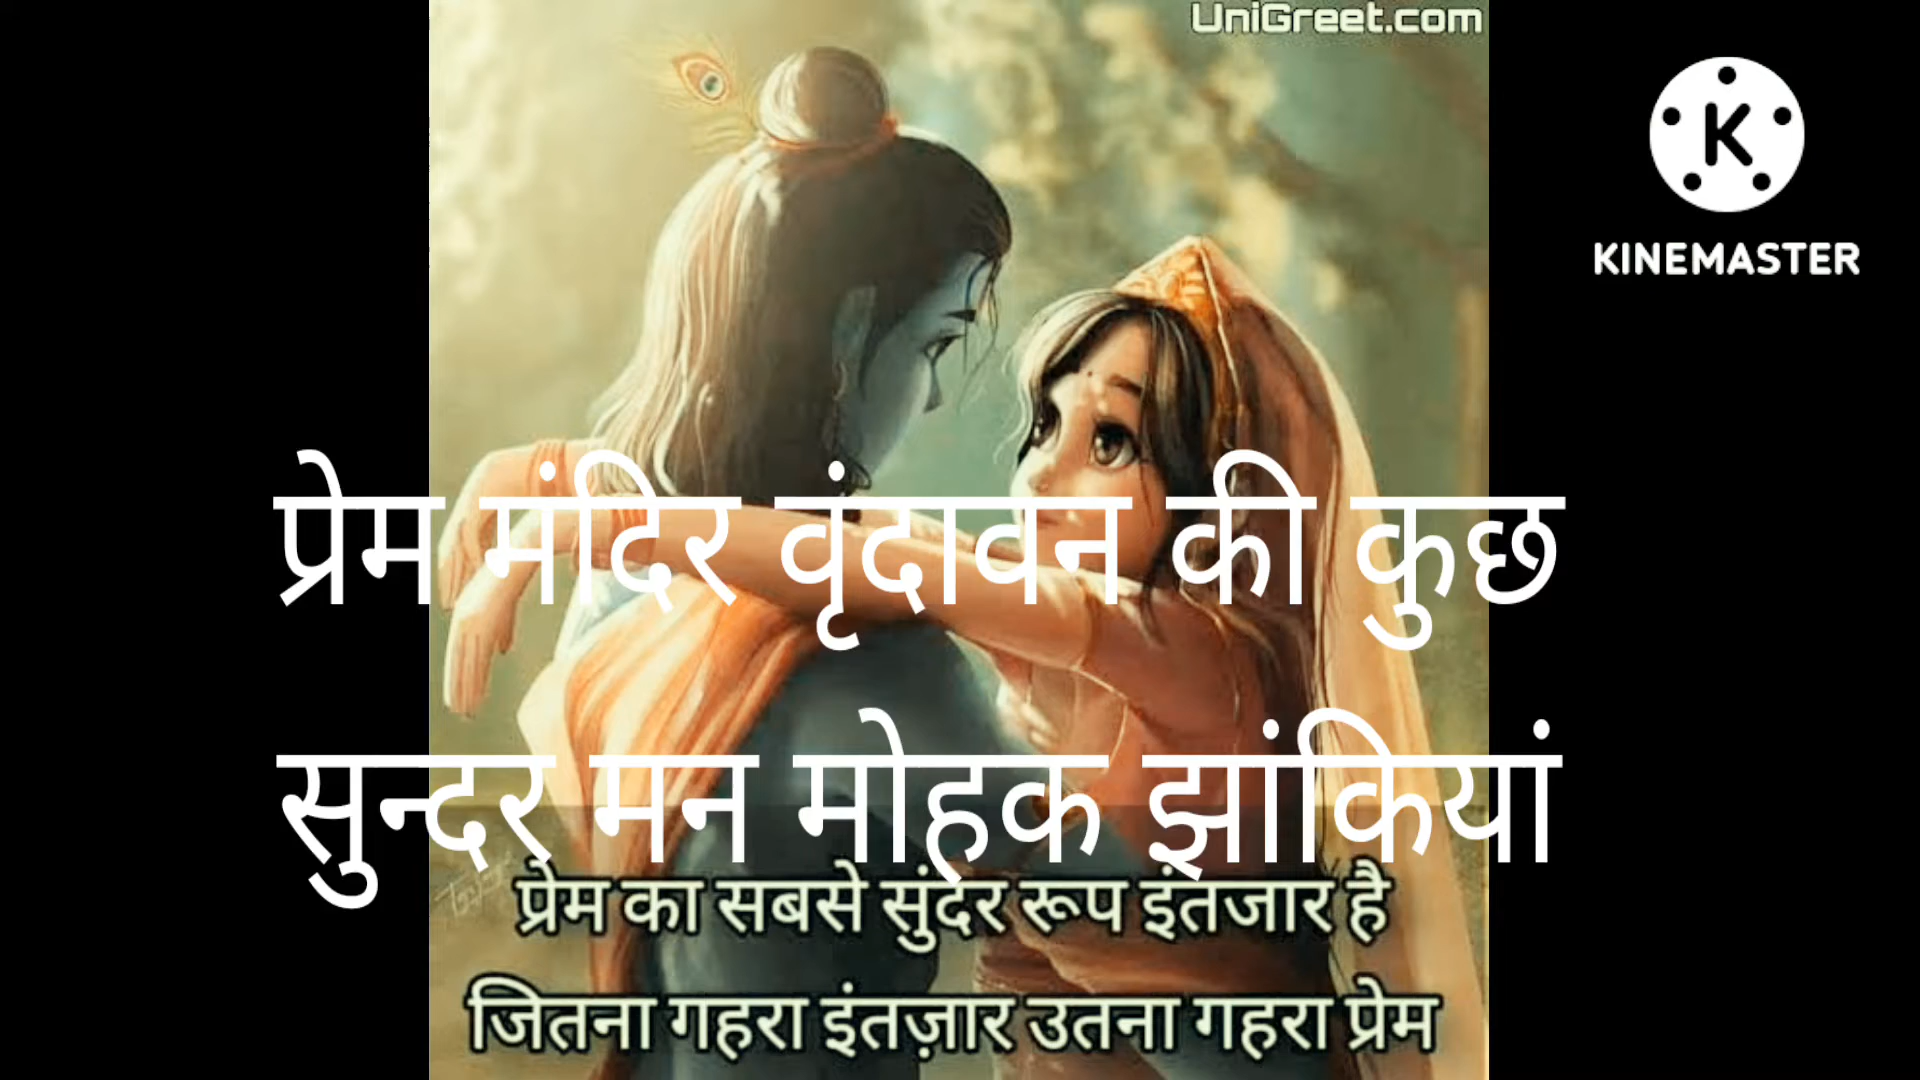 UniGreet.com
K
KINEMASTER
प्रेम मंदिर वृंदावन की कुछ
सुन्दर मन मोहक झांकियां
प्रेम का सबसे सुंदर रूप इंतजार है
जितना गहरा इंतज़ार उतना गहरा प्रेम